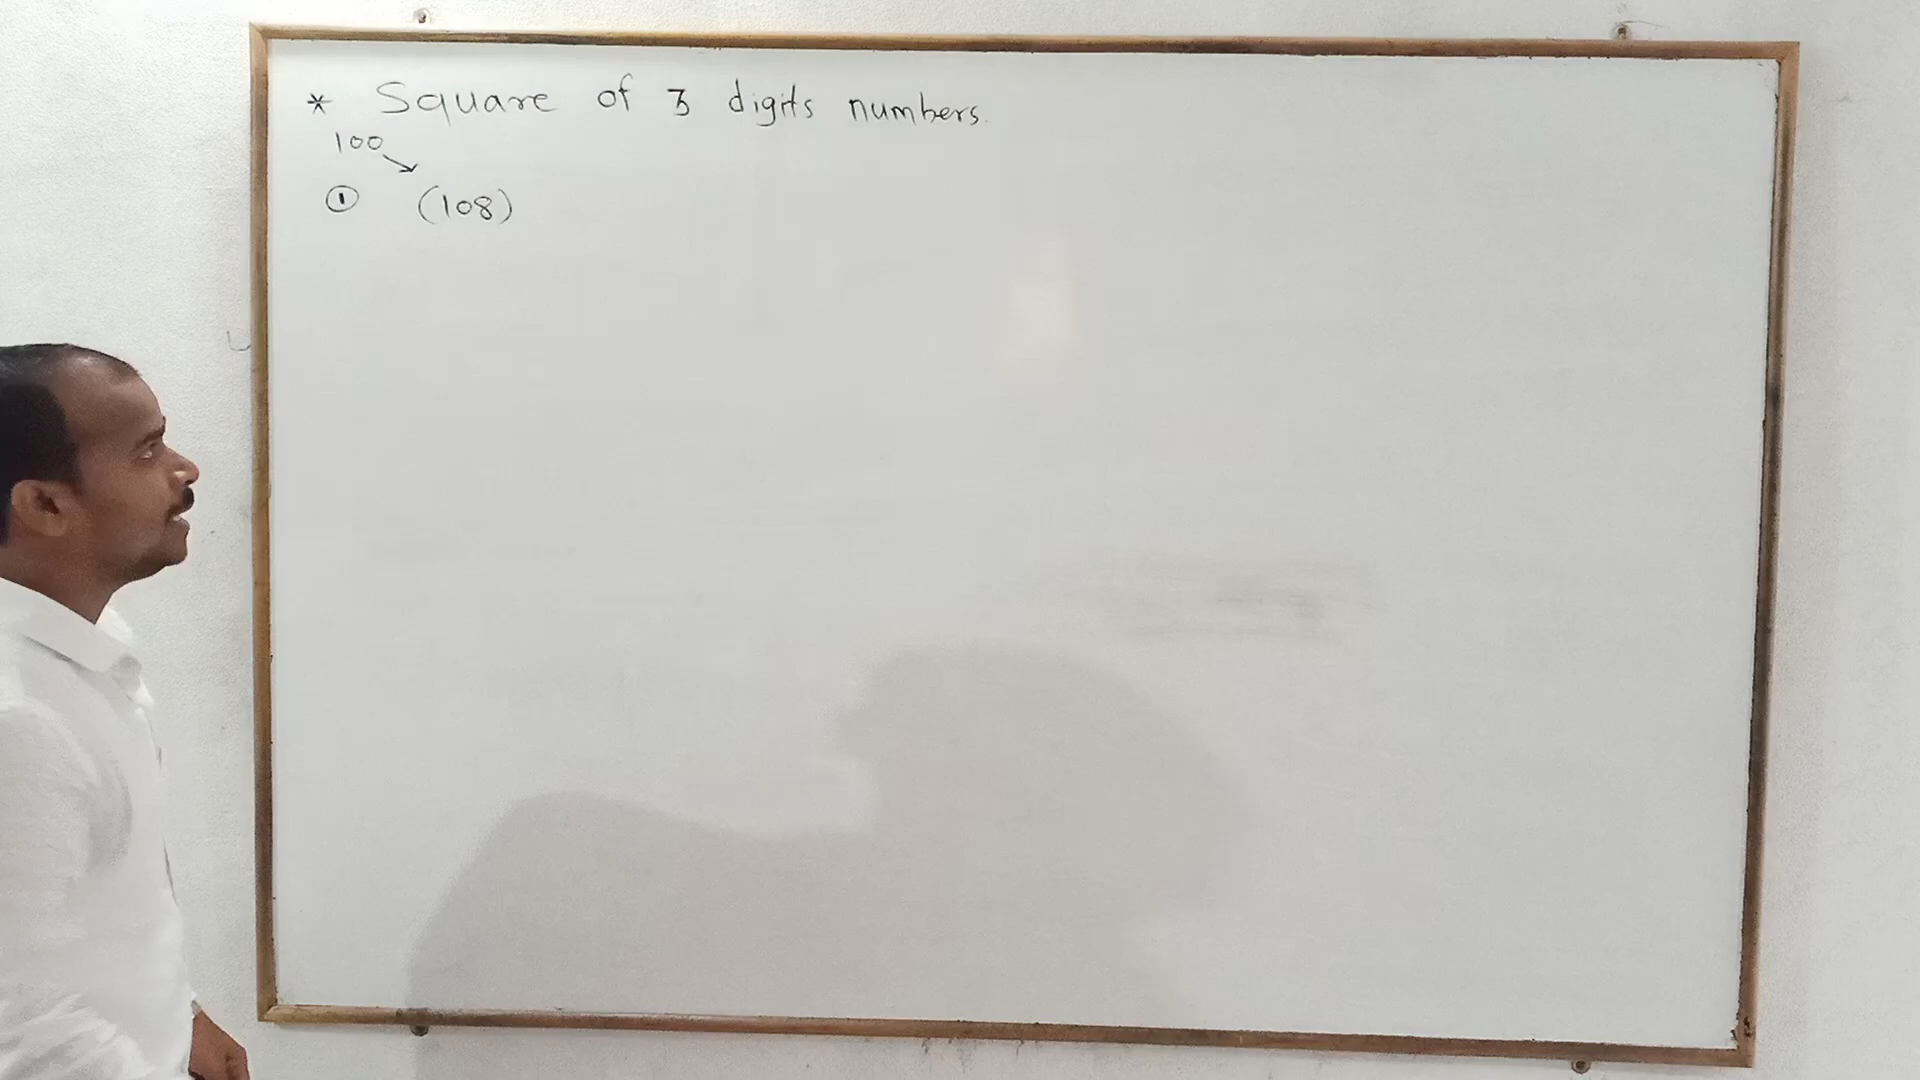 * Square of 3 digits numbers.
100
① (108)